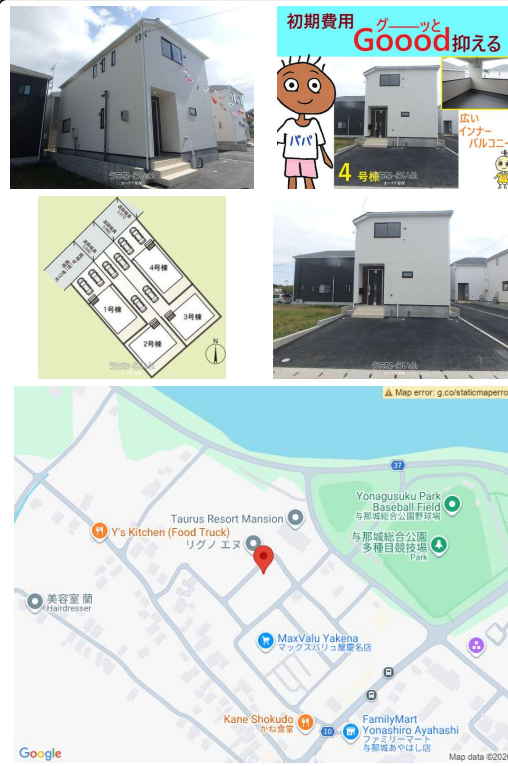 初期費用
グーッと
Goood抑える
パパ
4 号棟
広い
インナー
バルコニー
4号棟
1号棟
3号棟
2号棟
N
Map error: g.co/staticmaperro
37
Yonagusuku Park
Baseball Field
与那城総合公園野球場
Taurus Resort Mansion
Y's Kitchen (Food Truck)
リグノ エヌ
与那城総合公園
多種目競技場
Park
美容室 蘭
Hairdresser
MaxValu Yakena
マックスバリュ屋慶名店
Kane Shokudo
かね食堂
10
FamilyMart
Yonashiro Ayahashi
ファミリーマート
与那城あやはし店
Google
Map data ©2026